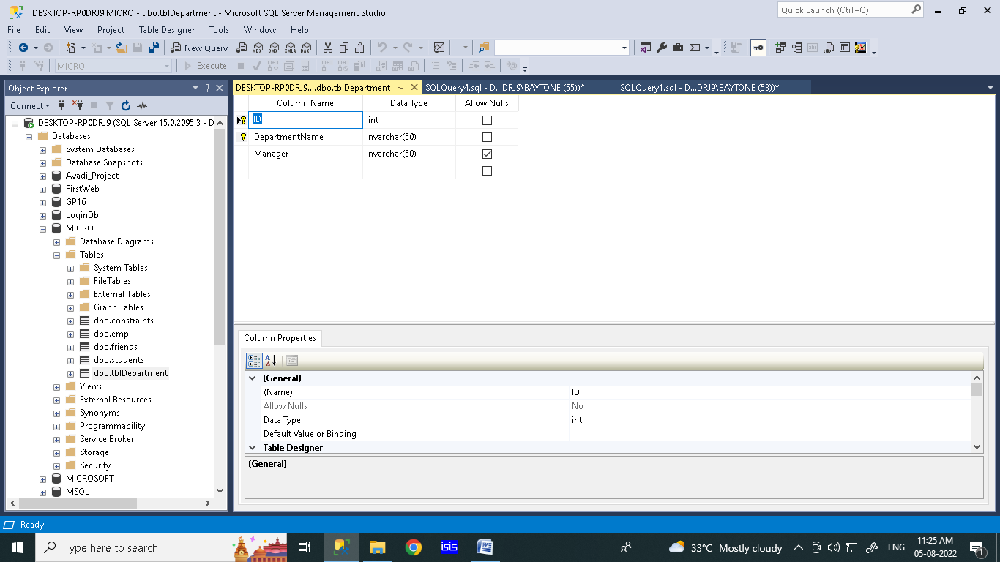 DESKTOP-RP0DRJ9.MICRO - dbo.tblDepartment - Microsoft SQL Server Management Studio
Quick Launch (Ctrl+Q)
File Edit View Project Table Designer Tools Window Help
New Query MDX DMX XMLA DAX
MICRO Execute
Object Explorer
DESKTOP-RP0DRJ9....dbo.tblDepartment SQLQuery4.sql - D...DRJ9\BAYTONE (55))* SQLQuery1.sql - D...DRJ9\BAYTONE (53))*
Connect
Column Name Data Type Allow Nulls
ID int
DepartmentName nvarchar(50)
Manager nvarchar(50)
DESKTOP-RP0DRJ9 (SQL Server 15.0.2095.3 - D
Databases
System Databases
Database Snapshots
Avadi_Project
FirstWeb
GP16
LoginDb
MICRO
Database Diagrams
Tables
System Tables
FileTables
External Tables
Graph Tables
dbo.constraints
dbo.emp
dbo.friends
dbo.students
dbo.tblDepartment
Views
External Resources
Synonyms
Programmability
Service Broker
Storage
Security
MICROSOFT
MSQL
Column Properties
(General)
(Name) ID
Allow Nulls No
Data Type int
Default Value or Binding
Table Designer
(General)
Ready
Type here to search
isis
33°C Mostly cloudy
ENG
11:25 AM
05-08-2022
1